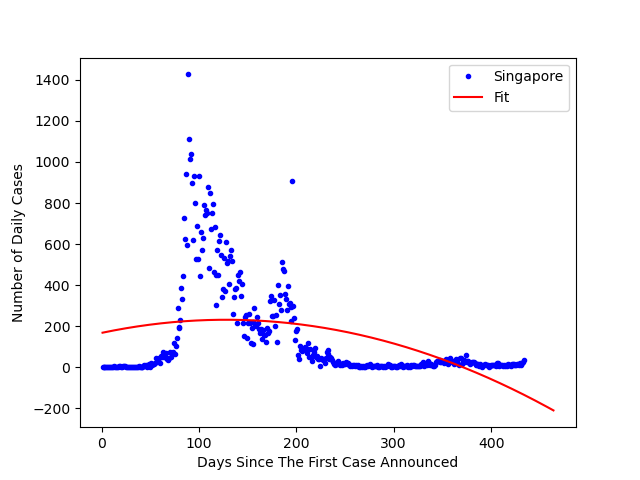 Singapore
Fit
1400
1200
1000
800
600
400
200
0
−200
0 100 200 300 400
Number of Daily Cases
Days Since The First Case Announced